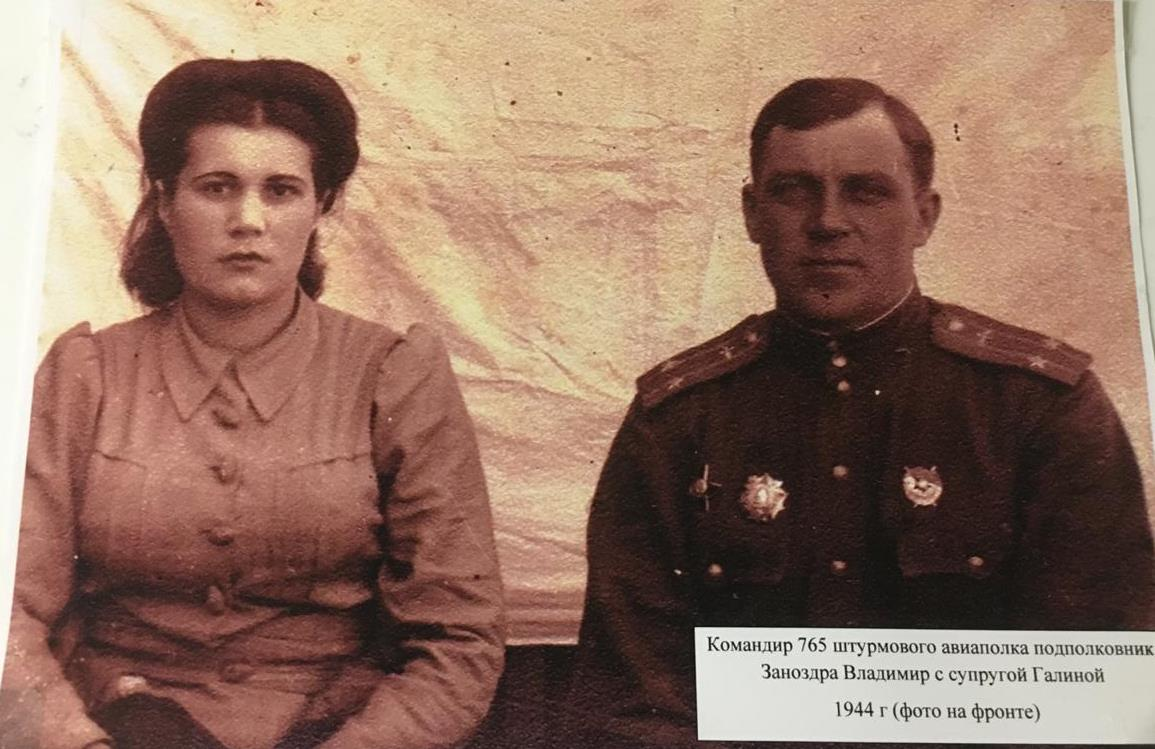 Командир 765 штурмового авиаполка подполковник
Заноздра Владимир с супругой Галиной
1944 г (фото на фронте)